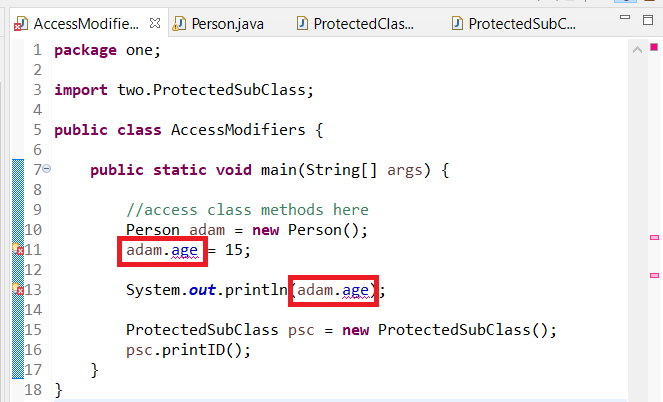 AccessModifie... Person.java ProtectedClas... ProtectedSubC...
1 package one;
2
3 import two.ProtectedSubClass;
4
5 public class AccessModifiers {
6
7 public static void main(String[] args) {
8
9 //access class methods here
10 Person adam = new Person();
11 adam.age = 15;
12
13 System.out.println(adam.age);
14
15 ProtectedSubClass psc = new ProtectedSubClass();
16 psc.printID();
17 }
18 }